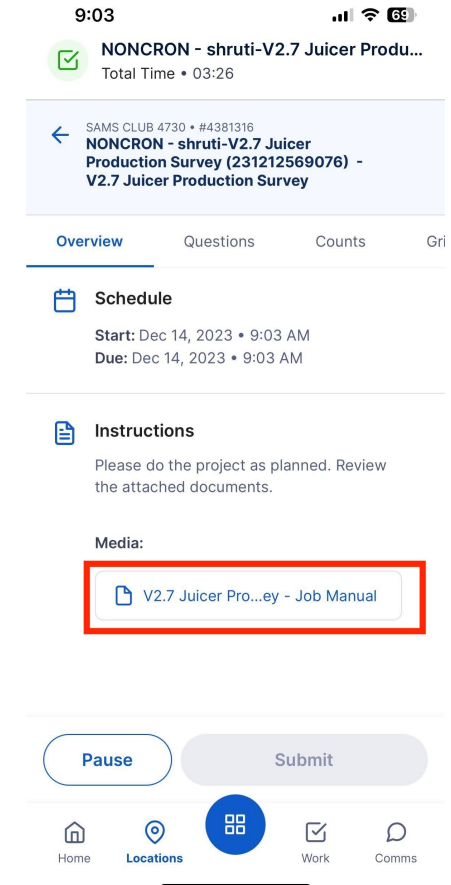 9:03
69
NONCRON - shruti-V2.7 Juicer Produ...
Total Time • 03:26
SAMS CLUB 4730 • #4381316
NONCRON - shruti-V2.7 Juicer
Production Survey (231212569076) -
V2.7 Juicer Production Survey
Overview Questions Counts Gri
Schedule
Start: Dec 14, 2023 • 9:03 AM
Due: Dec 14, 2023 • 9:03 AM
Instructions
Please do the project as planned. Review
the attached documents.
Media:
V2.7 Juicer Pro...ey - Job Manual
Pause Submit
Home Locations Work Comms